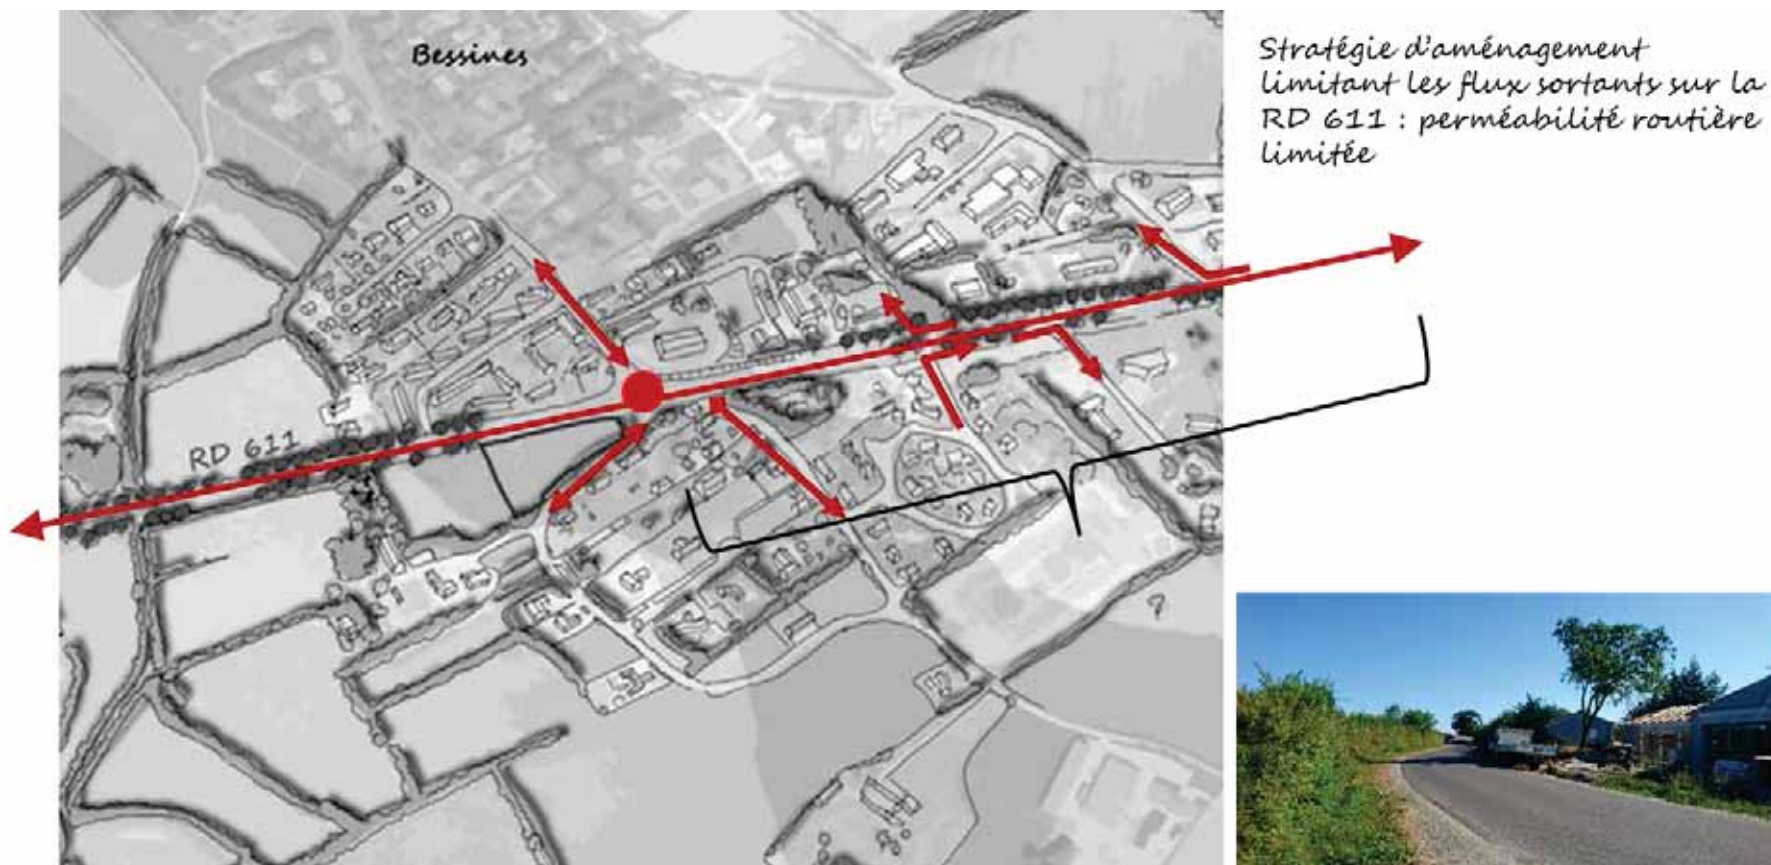 Bessines
Stratégie d'aménagement
limitant les flux sortants sur la
RD 611 : perméabilité routière
limitée
RD 611